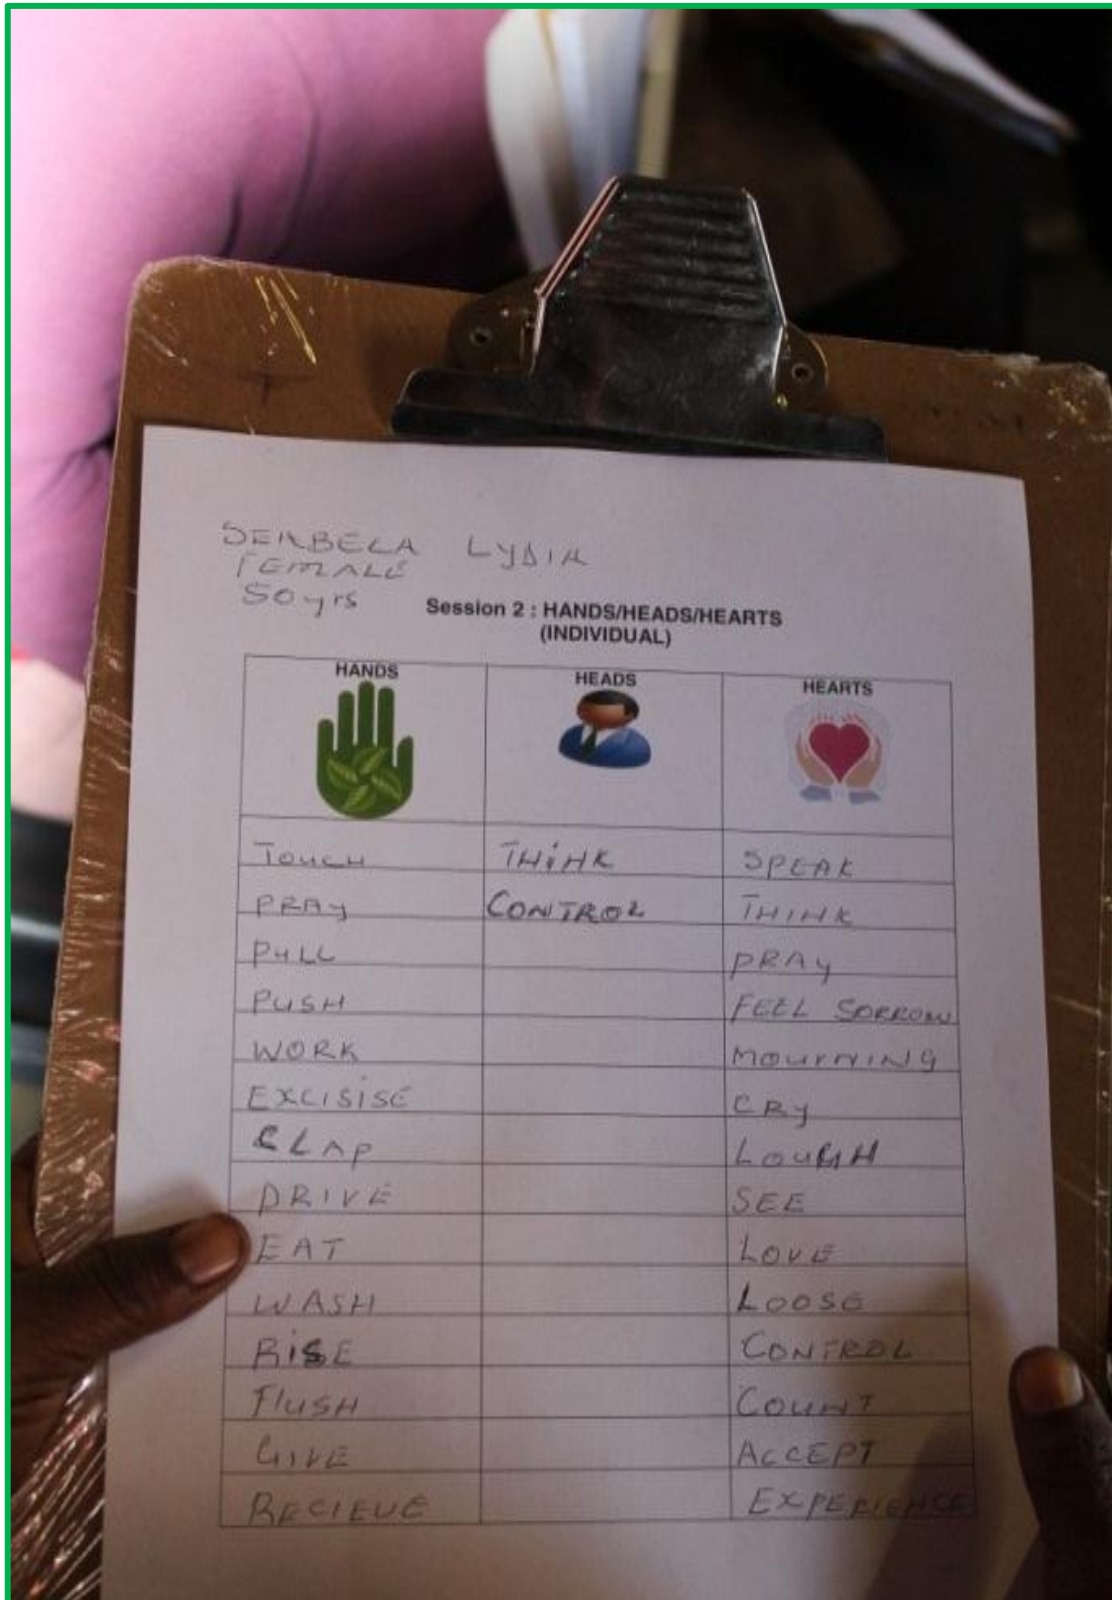 LYDIA
FEMALE
50yrs
Session 2 : HANDS/HEADS/HEARTS
(INDIVIDUAL)
HANDS HEADS HEARTS
TOUCH THINK SPEAK
PRAY CONTROL THINK
PULL PRAY
PUSH FEEL SORROW
WORK MOURNING
EXCISISE CRY
CLAP LOUGH
DRIVE SEE
EAT LOVE
WASH LOOSE
RISE CONTROL
FLUSH COUNT
GIVE ACCEPT
RECIEVE EXPERIENCE